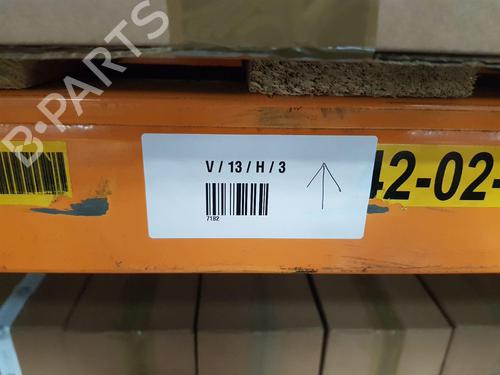 B-PARTS
V / 13 / H / 3
7182
42-02-